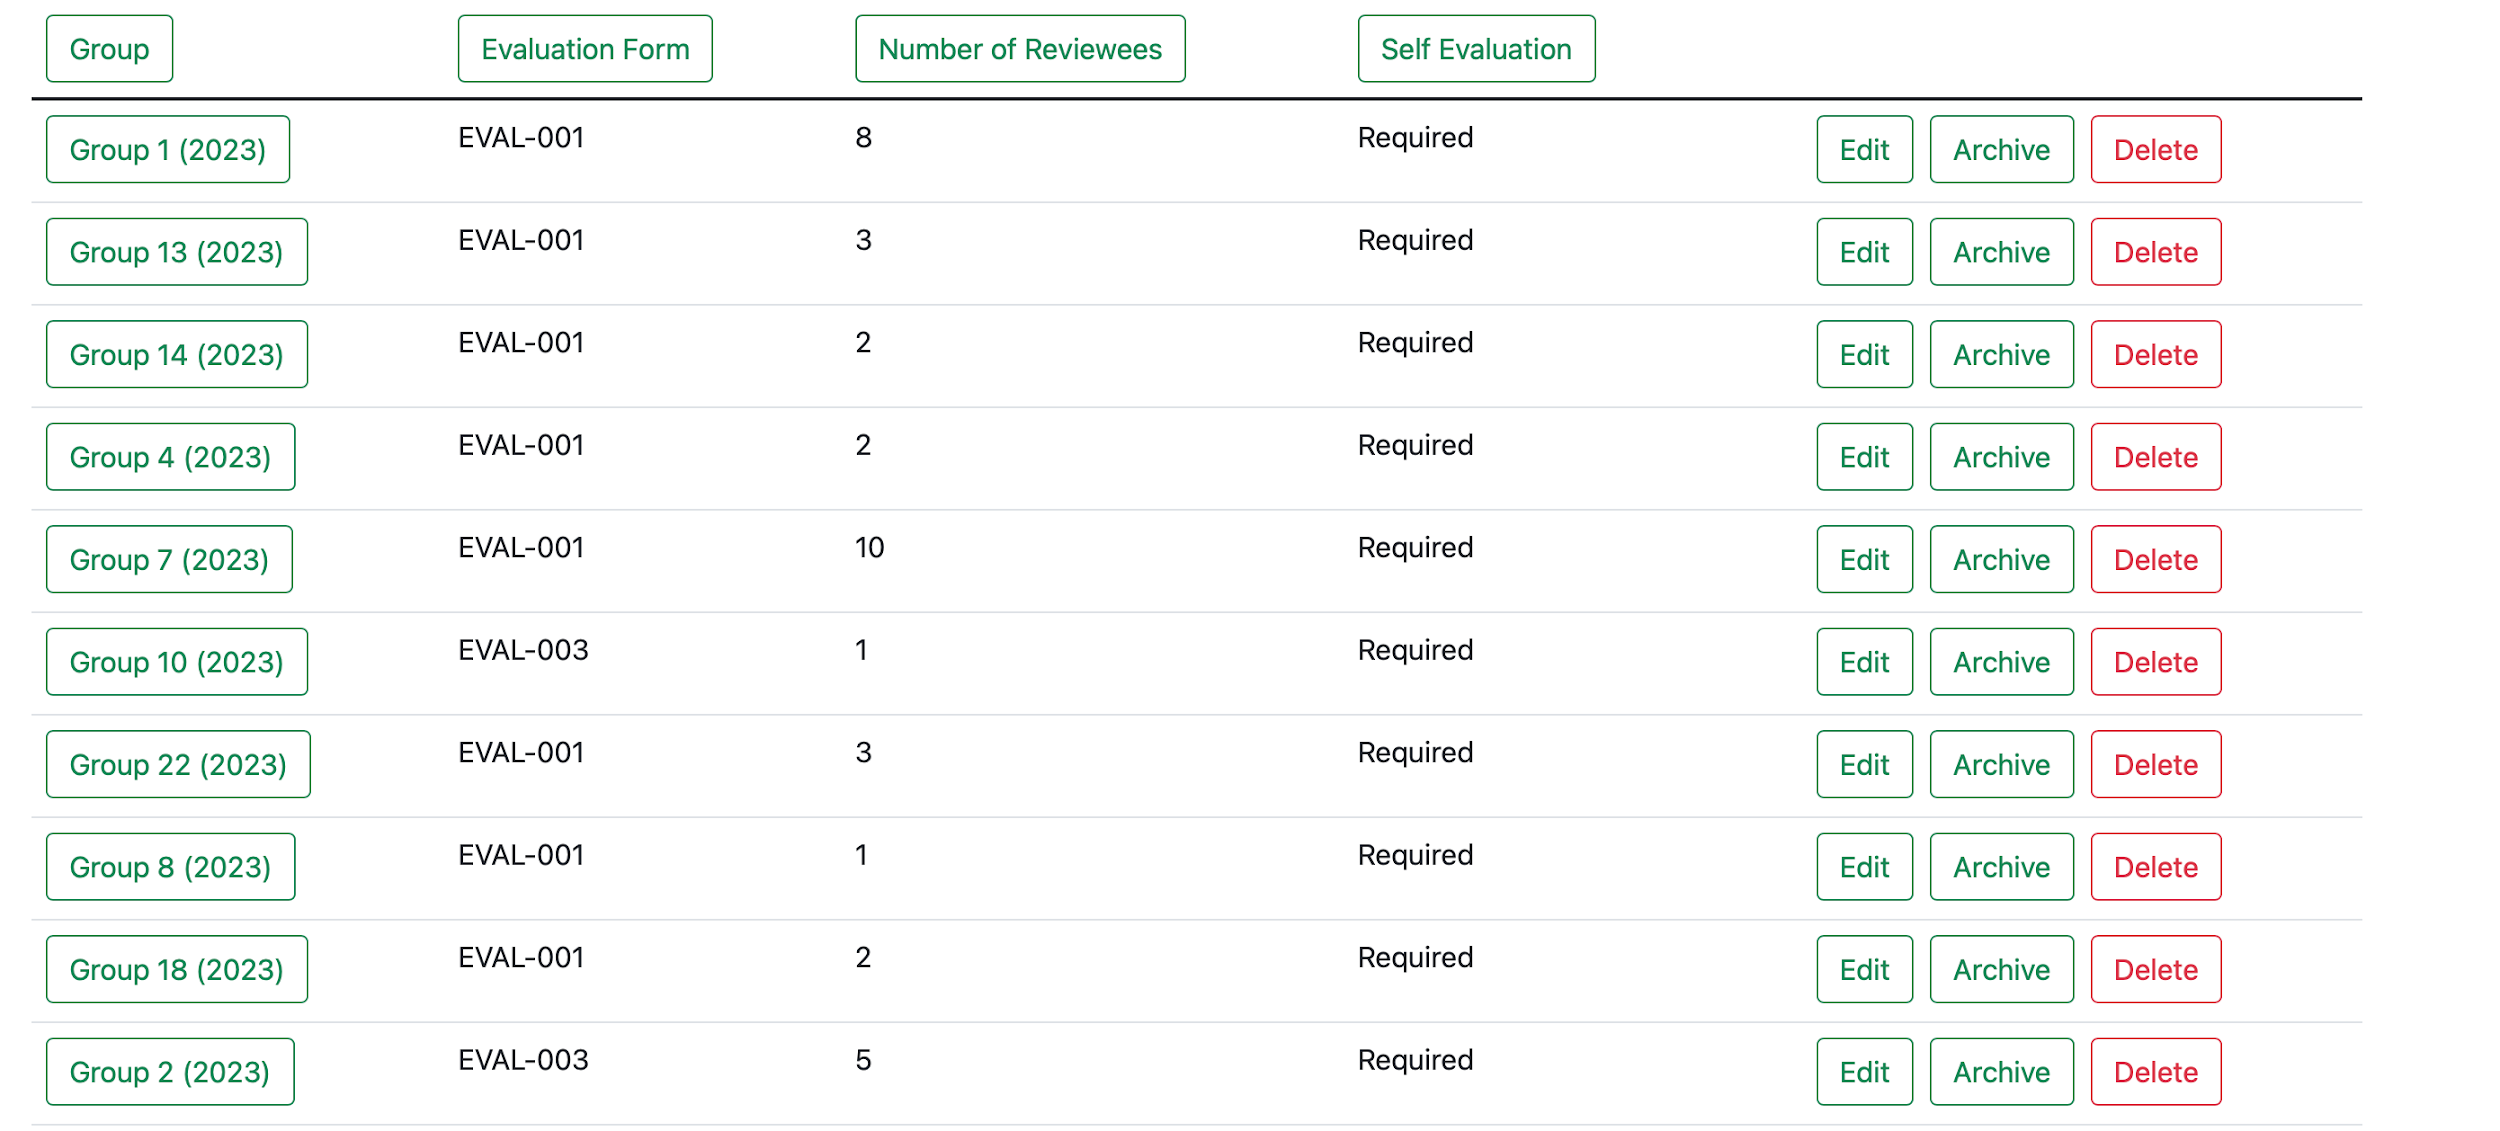 Group Evaluation Form Number of Reviewees Self Evaluation
Group 1 (2023) EVAL-001 8 Required Edit Archive Delete
Group 13 (2023) EVAL-001 3 Required Edit Archive Delete
Group 14 (2023) EVAL-001 2 Required Edit Archive Delete
Group 4 (2023) EVAL-001 2 Required Edit Archive Delete
Group 7 (2023) EVAL-001 10 Required Edit Archive Delete
Group 10 (2023) EVAL-003 1 Required Edit Archive Delete
Group 22 (2023) EVAL-001 3 Required Edit Archive Delete
Group 8 (2023) EVAL-001 1 Required Edit Archive Delete
Group 18 (2023) EVAL-001 2 Required Edit Archive Delete
Group 2 (2023) EVAL-003 5 Required Edit Archive Delete